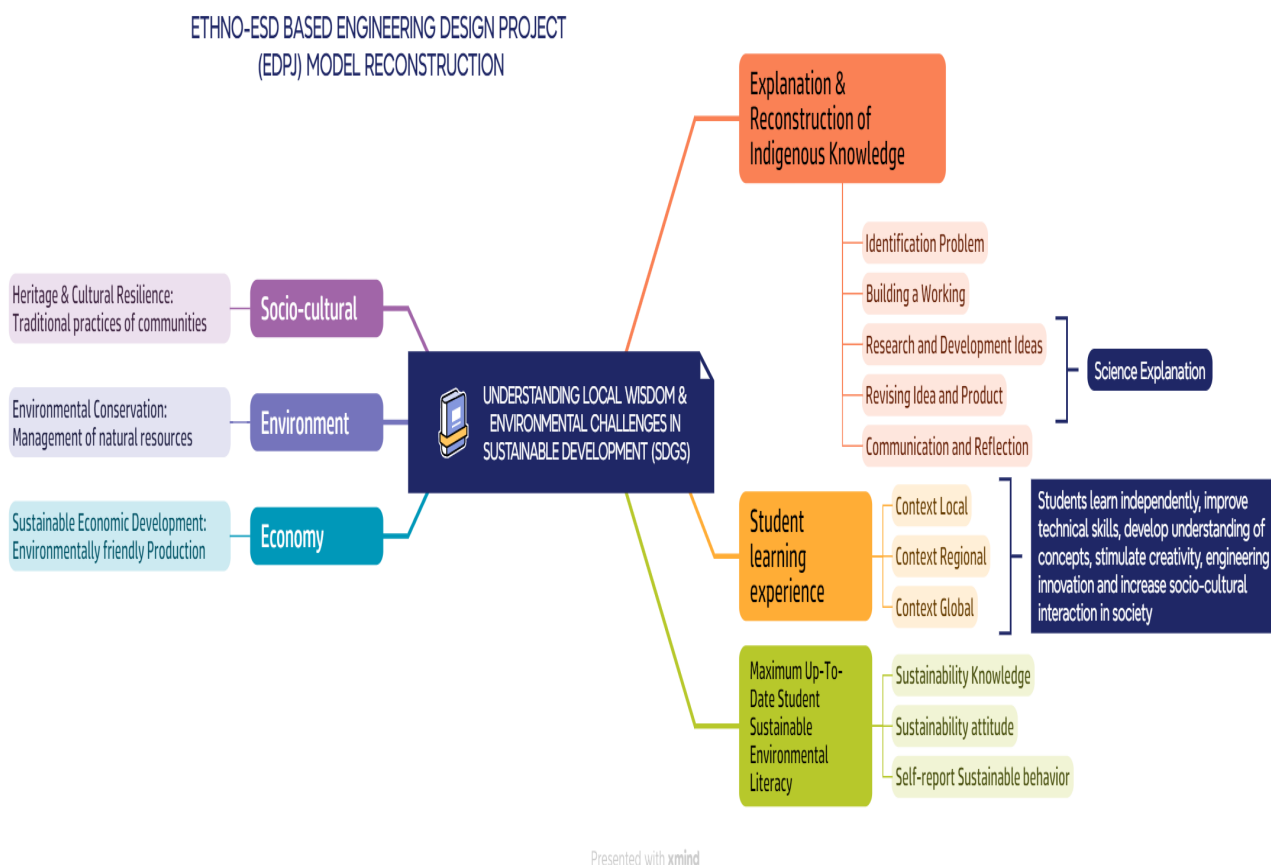 ETHNO-ESD BASED ENGINEERING DESIGN PROJECT
(EDPJ) MODEL RECONSTRUCTION
Heritage & Cultural Resilience:
Traditional practices of communities
Socio-cultural
Environmental Conservation:
Management of natural resources
Environment
Sustainable Economic Development:
Environmentally friendly Production
Economy
UNDERSTANDING LOCAL WISDOM &
ENVIRONMENTAL CHALLENGES IN
SUSTAINABLE DEVELOPMENT (SDGS)
Explanation &
Reconstruction of
Indigenous Knowledge
Identification Problem
Building a Working
Research and Development Ideas
Revising Idea and Product
Communication and Reflection
Science Explanation
Student
learning
experience
Context Local
Context Regional
Context Global
Students learn independently, improve
technical skills, develop understanding of
concepts, stimulate creativity, engineering
innovation and increase socio-cultural
interaction in society
Maximum Up-To-
Date Student
Sustainable
Environmental
Literacy
Sustainability Knowledge
Sustainability attitude
Self-report Sustainable behavior
Presented with xmind